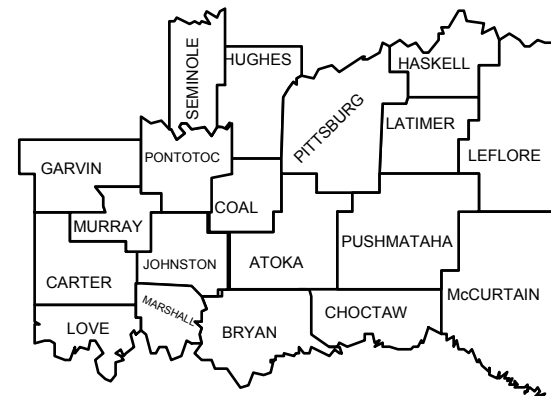 HUGHES
HASKELL
SEMINOLE
PITTSBURG
LATIMER
PONTOTOC
LEFLORE
GARVIN
COAL
MURRAY
PUSHMATAHA
JOHNSTON
ATOKA
CARTER
McCURTAIN
MARSHALL
CHOCTAW
LOVE
BRYAN